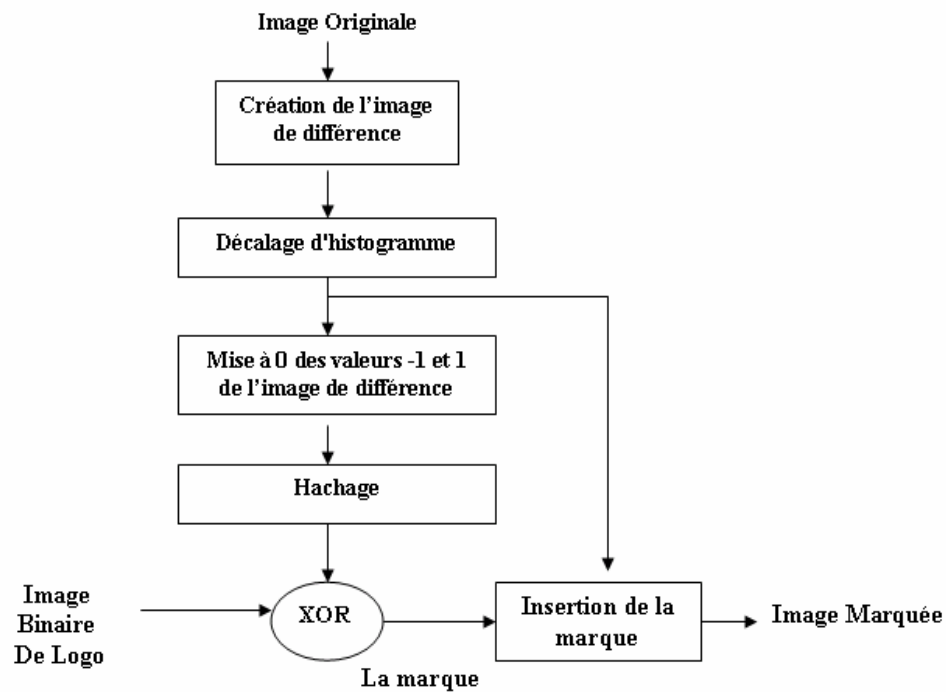 Image Originale
Création de l'image
de différence
Décalage d'histogramme
Mise à 0 des valeurs -1 et 1
de l'image de différence
Hachage
Image
Binaire
De Logo
XOR
La marque
Insertion de la
marque
Image Marquée